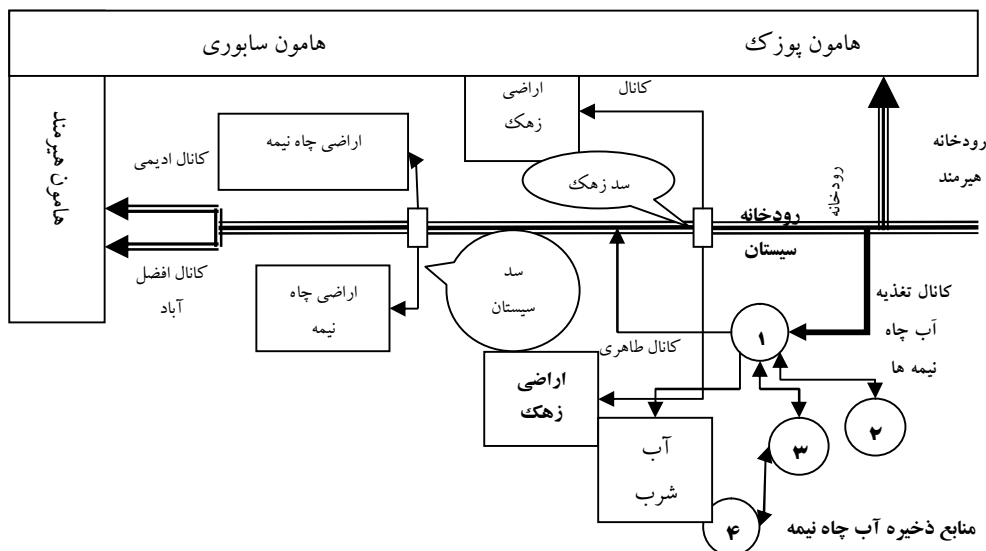 هامون پوزک
هامون سابوری
هامون هیرمند
رودخانه
هیرمند
رودخانه
کانال
اراضی
زهک
سد زهک
اراضی چاه نیمه
کانال ادیمی
رودخانه
سیستان
کانال تغذیه
آب چاه
نیمه ها
سد
سیستان
اراضی چاه
نیمه
کانال افضل
آباد
کانال طاهری
۱
۲
۳
۴
اراضی
زهک
آب
شرب
منابع ذخیره آب چاه نیمه